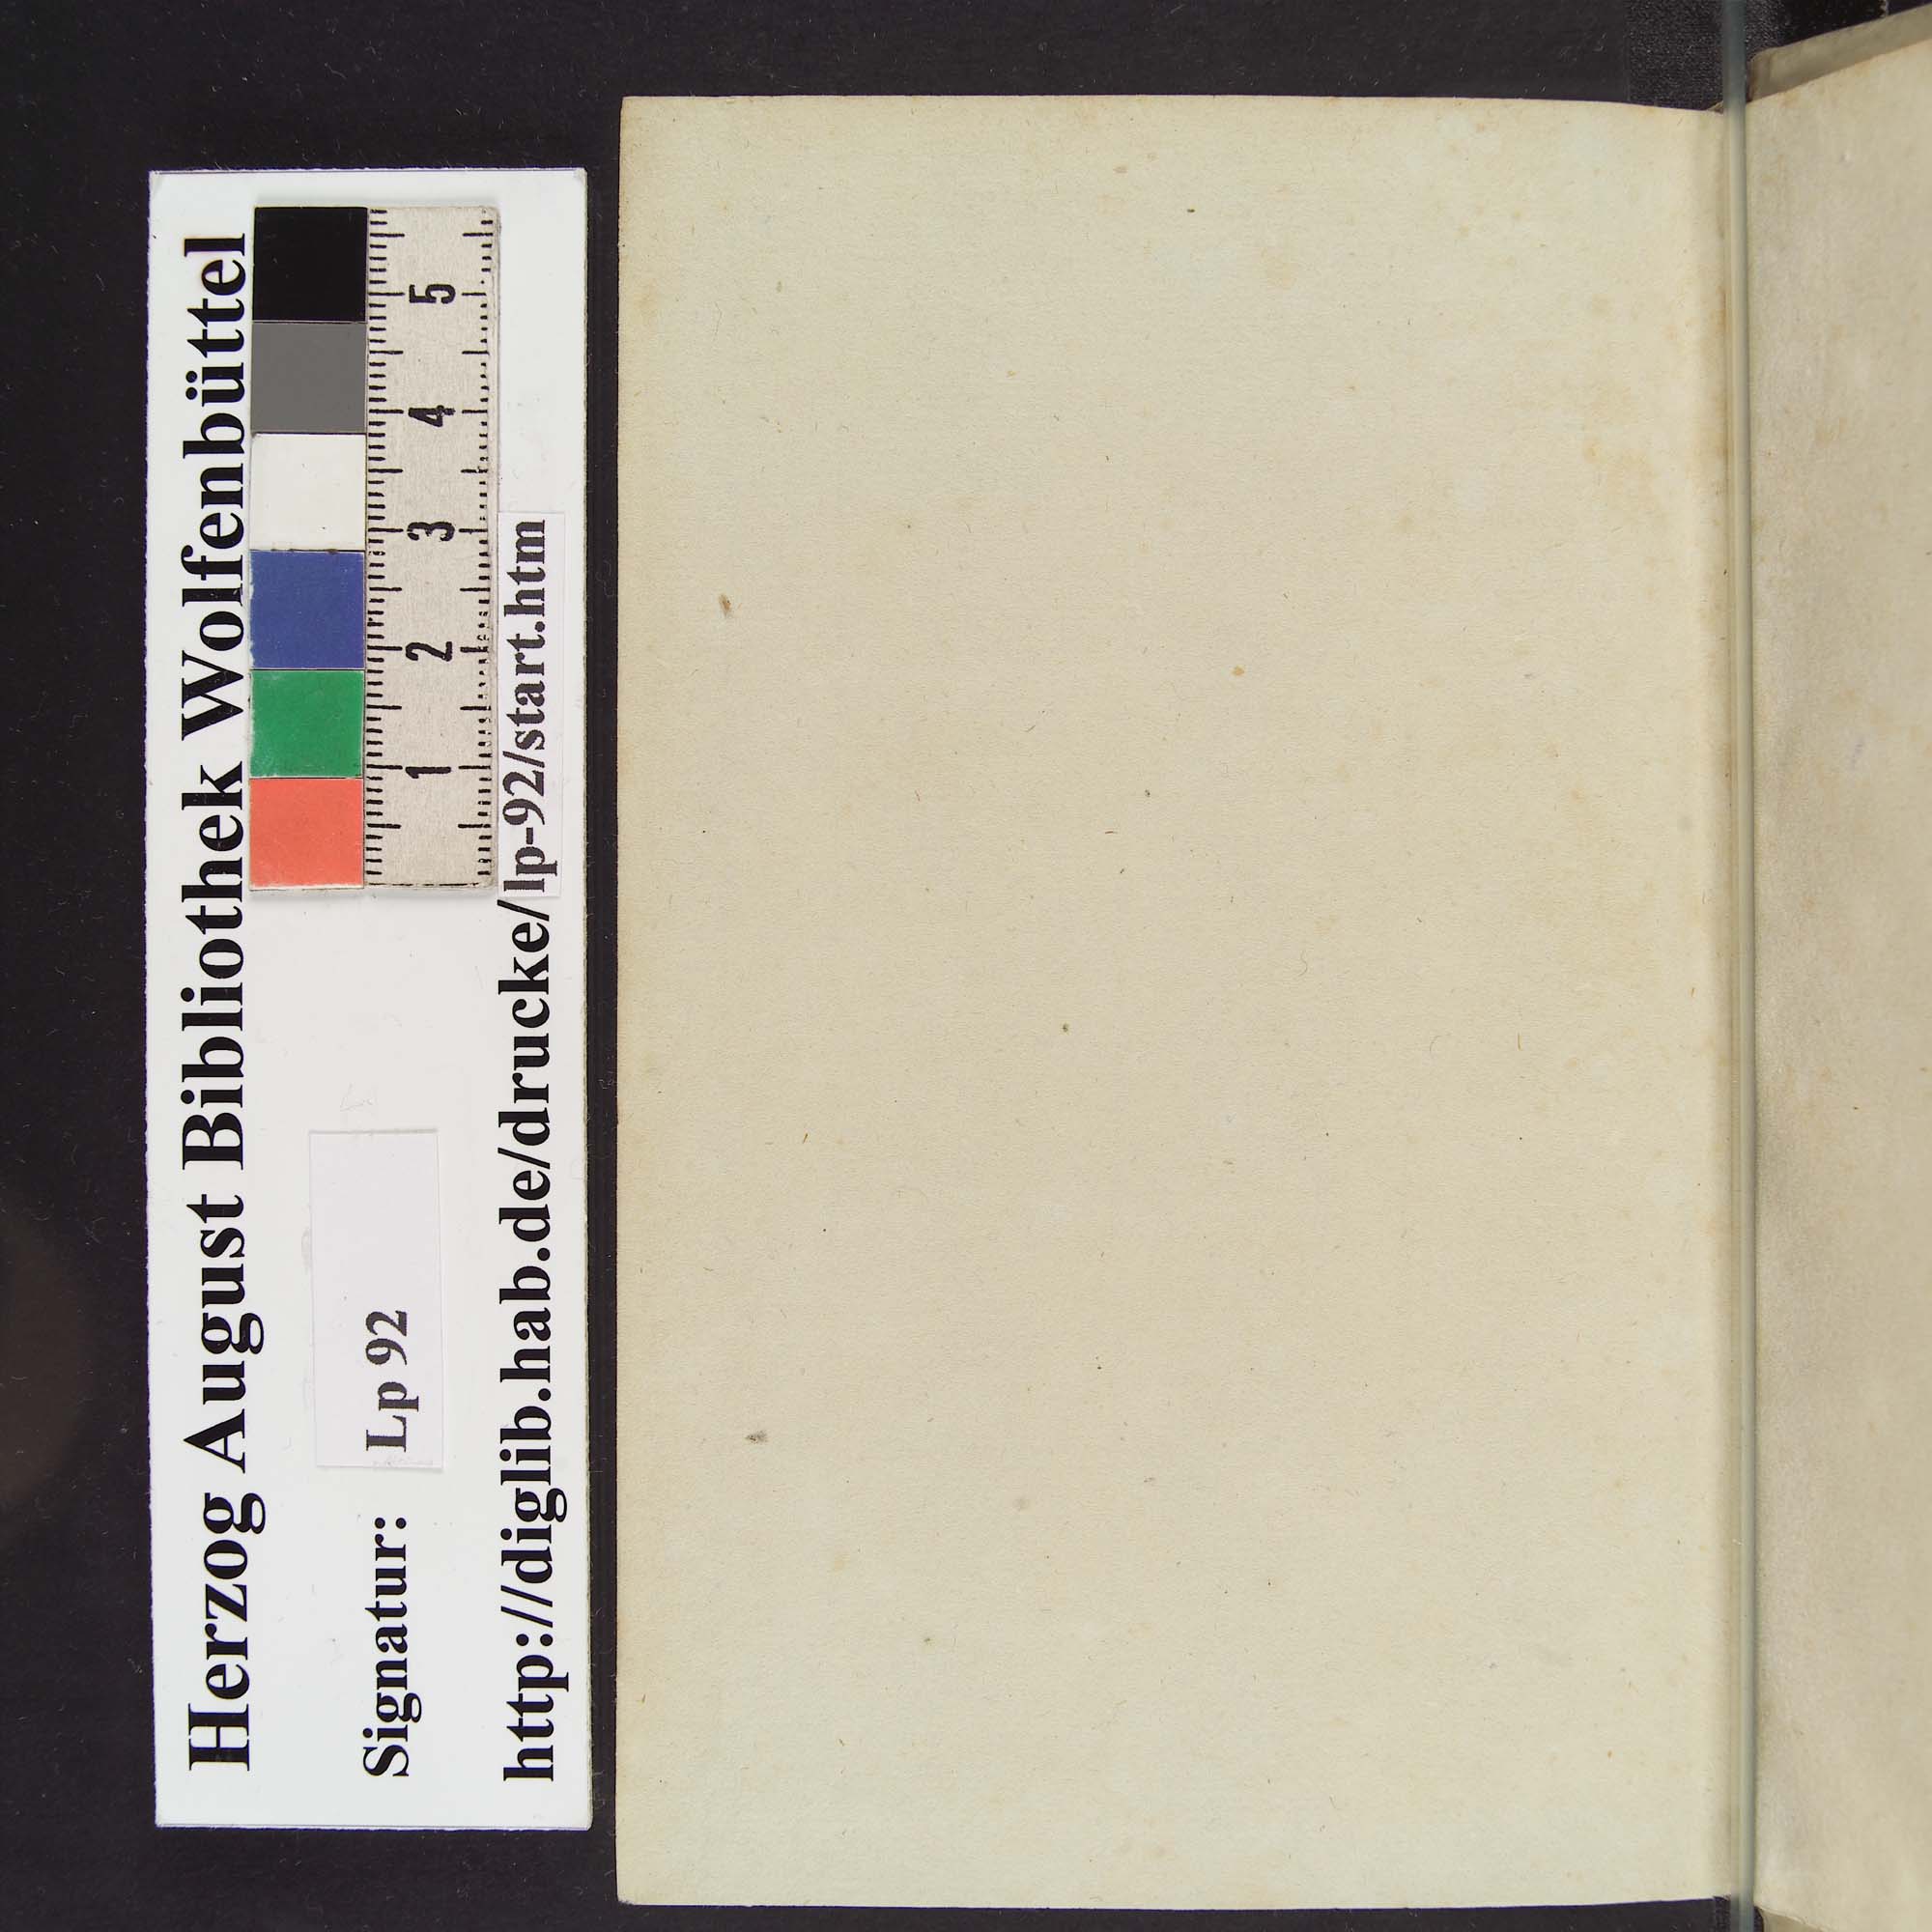 Herzog August Bibliothek Wolfenbüttel
1 2 3 4 5
Signatur: Lp 92
http://diglib.hab.de/drucke/lp-92/start.htm